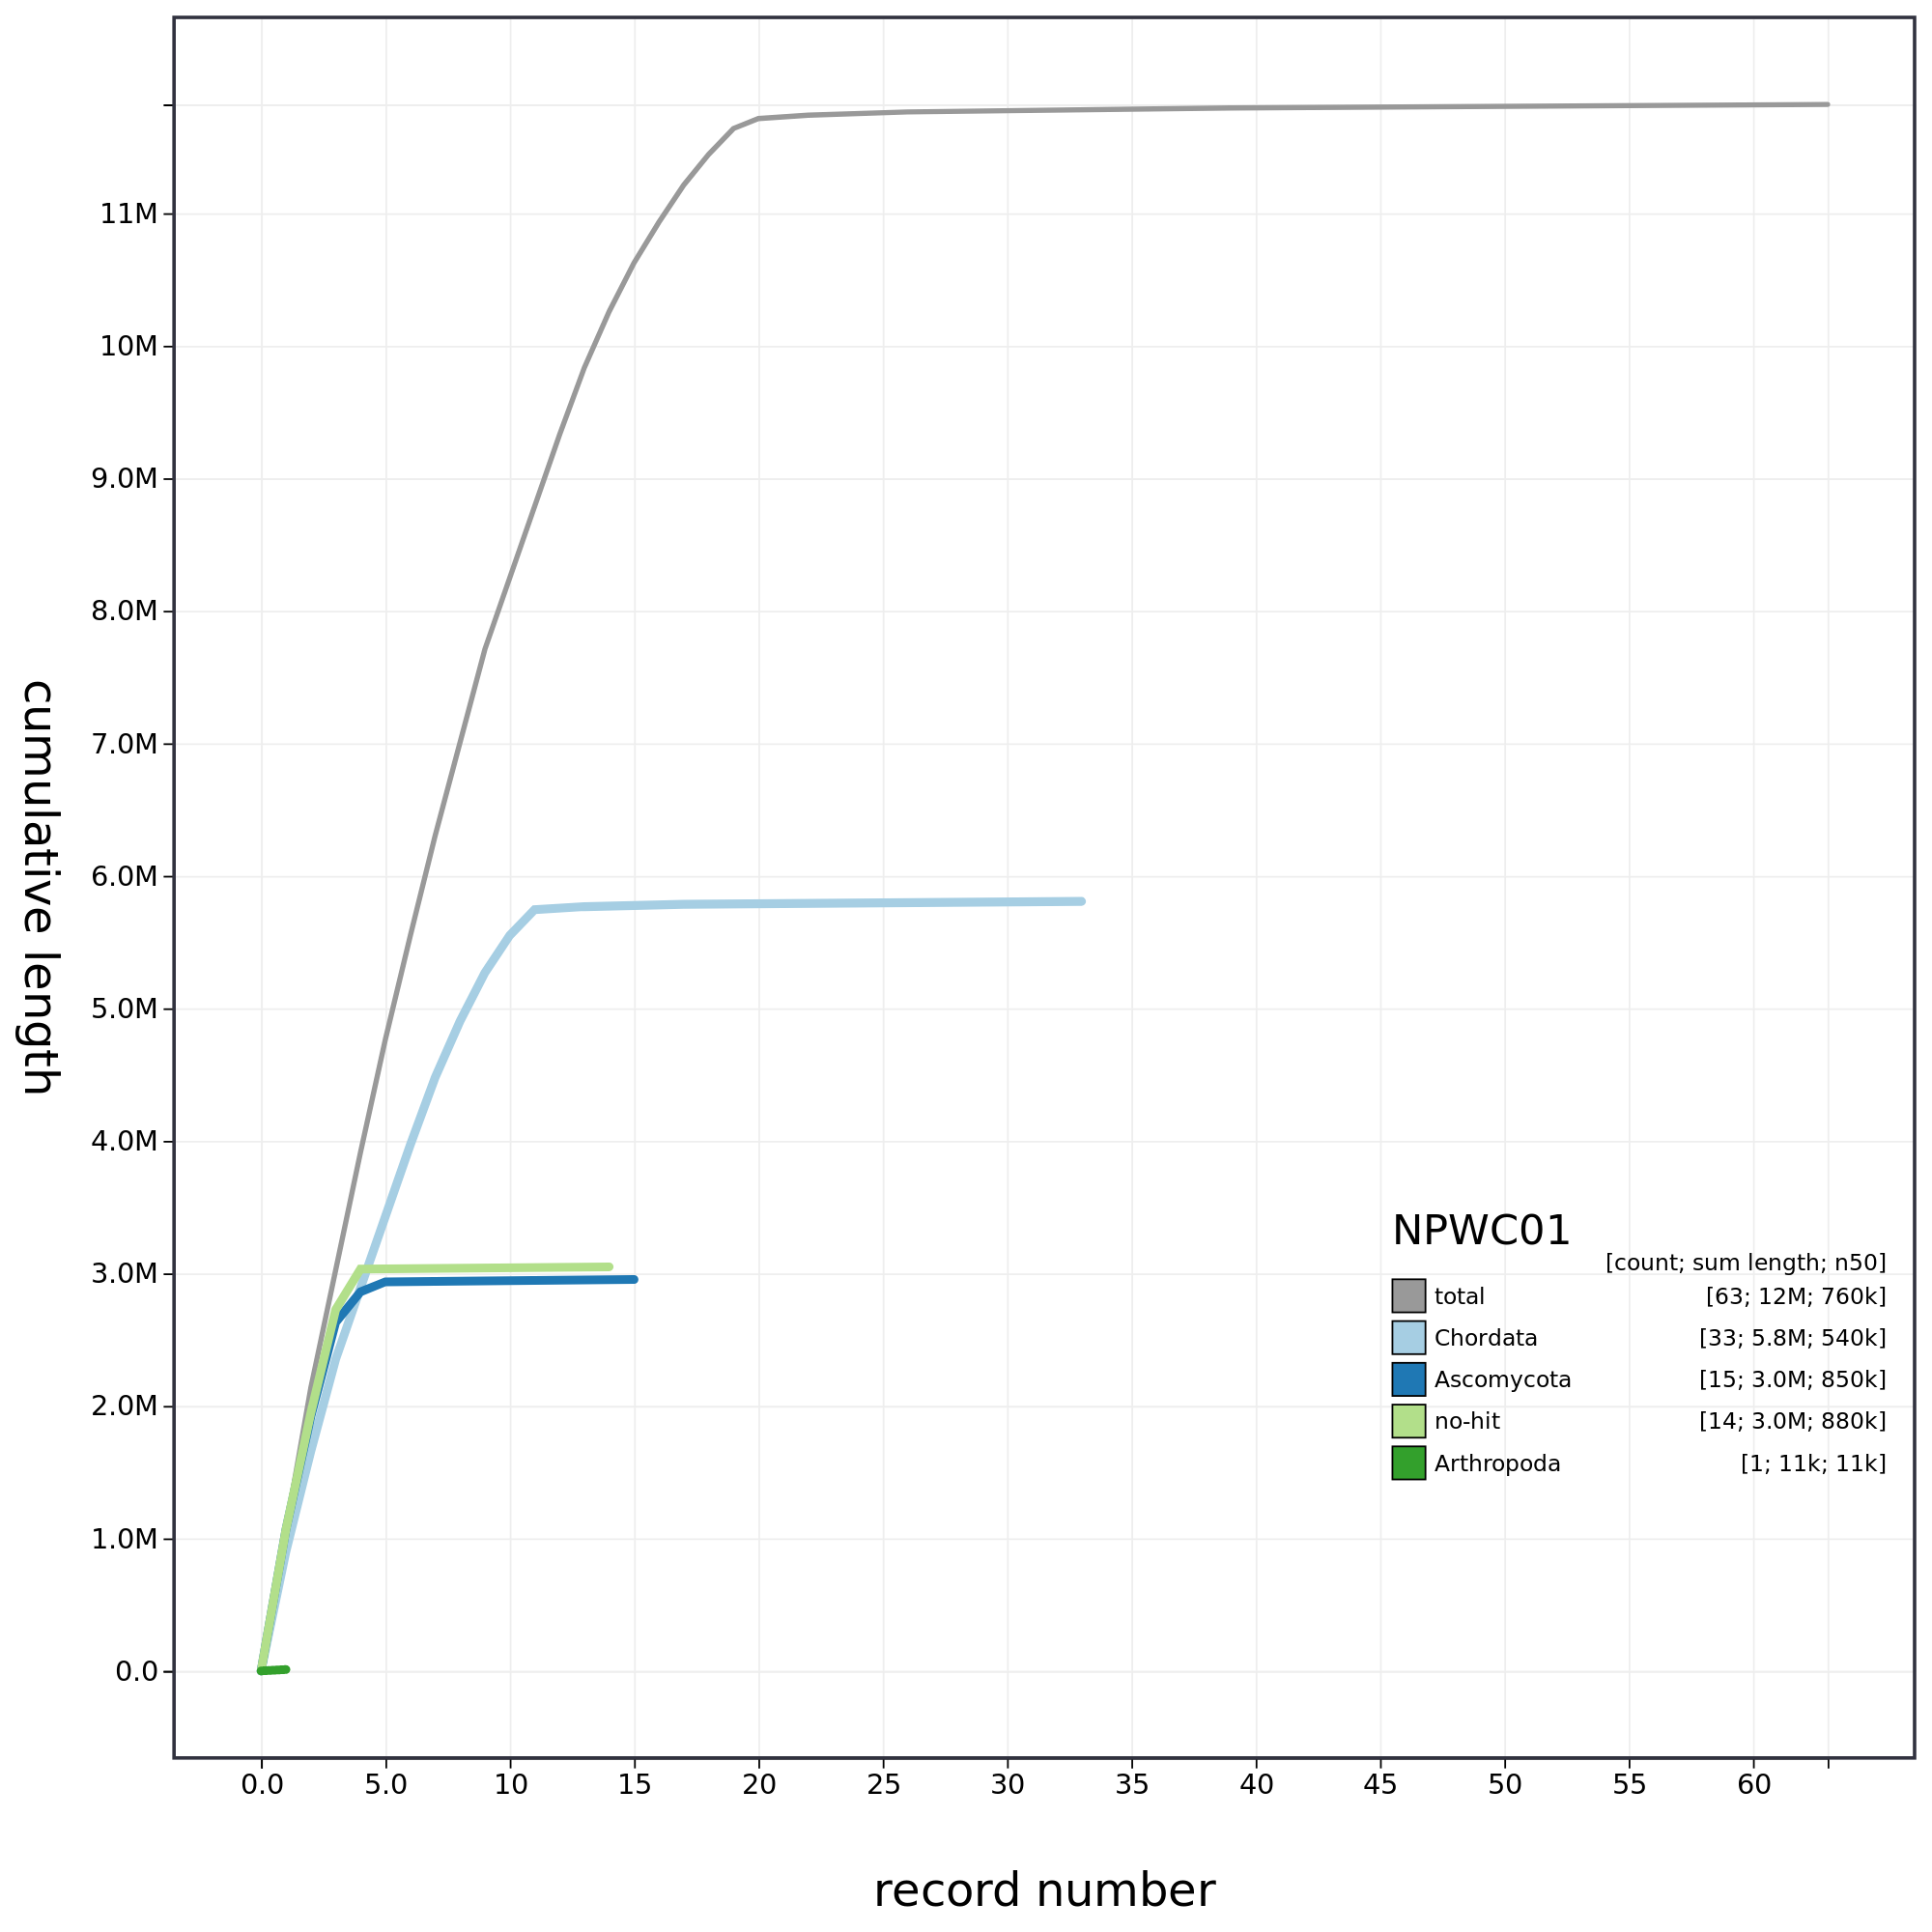 11M
10M
9.0M
8.0M
7.0M
6.0M
5.0M
4.0M
3.0M
2.0M
1.0M
0.0
cumulative length
NPWC01
[count; sum length; n50]
total [63; 12M; 760k]
Chordata [33; 5.8M; 540k]
Ascomycota [15; 3.0M; 850k]
no-hit [14; 3.0M; 880k]
Arthropoda [1; 11k; 11k]
0.0 5.0 10 15 20 25 30 35 40 45 50 55 60
record number